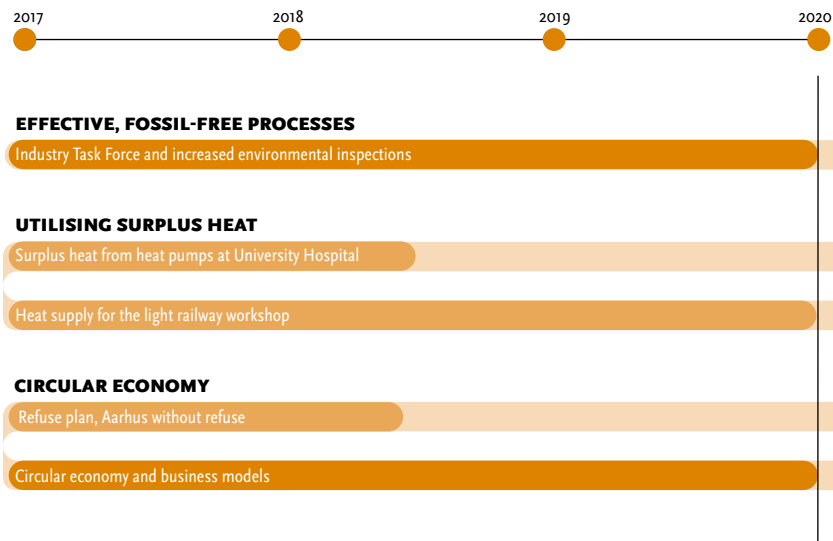 2017 2018 2019 2020
EFFECTIVE, FOSSIL-FREE PROCESSES
Industry Task Force and increased environmental inspections
UTILISING SURPLUS HEAT
Surplus heat from heat pumps at University Hospital
Heat supply for the light railway workshop
CIRCULAR ECONOMY
Refuse plan, Aarhus without refuse
Circular economy and business models